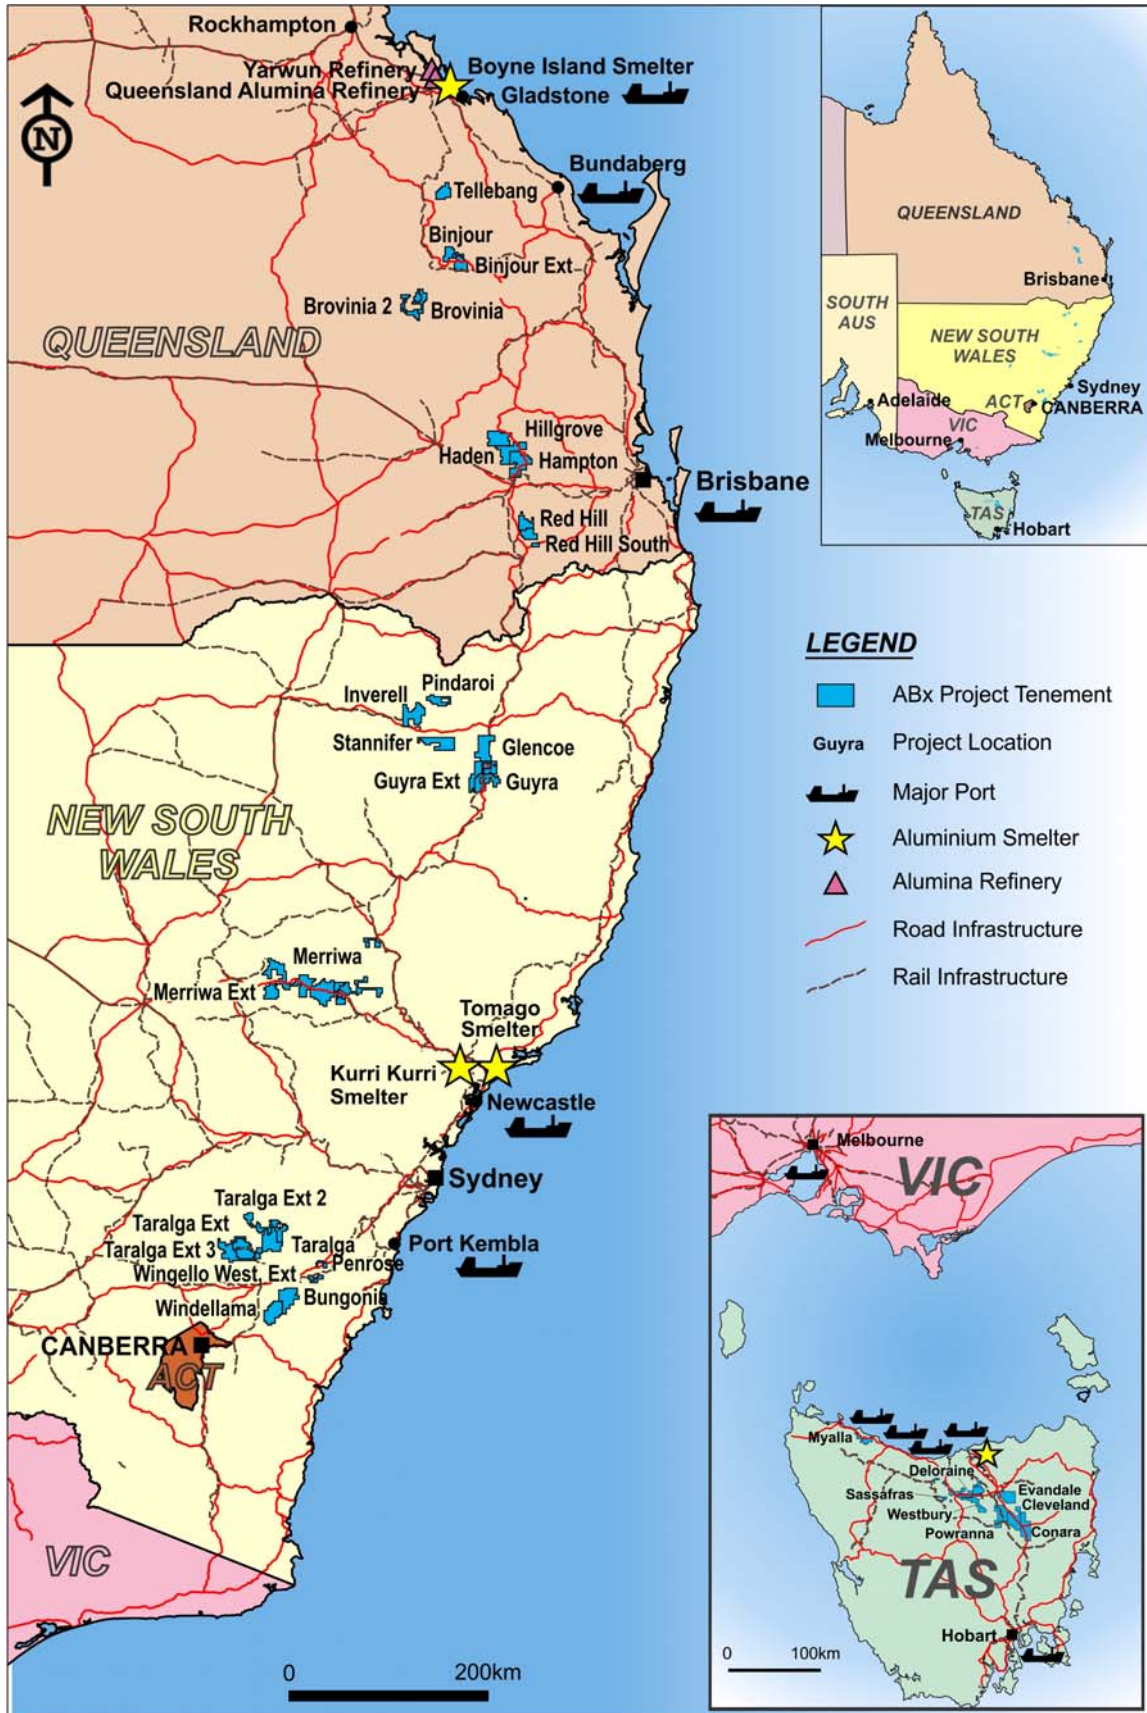 Rockhampton
Yarwun Refinery
Boyne Island Smelter
Queensland Alumina Refinery
Gladstone
N
Bundaberg
Tellebang
Binjour
Binjour Ext
Brovinia 2
Brovinia
QUEENSLAND
Hillgrove
Haden
Hampton
Brisbane
Red Hill
Red Hill South
Pindaroi
Inverell
Stannifer
Glencoe
Guyra Ext
Guyra
NEW SOUTH
WALES
Merriwa
Merriwa Ext
Tomago
Smelter
Kurri Kurri
Smelter
Newcastle
Sydney
Taralga Ext 2
Taralga Ext
Taralga Ext 3
Taralga
Port Kembla
Penrose
Wingello West, Ext
Bungonia
Windellama
CANBERRA
ACT
VIC
0
200km
QUEENSLAND
Brisbane
SOUTH
AUS
NEW SOUTH
WALES
Sydney
ACT
CANBERRA
Adelaide
VIC
Melbourne
TAS
Hobart
LEGEND
ABx Project Tenement
Guyra
Project Location
Major Port
Aluminium Smelter
Alumina Refinery
Road Infrastructure
Rail Infrastructure
Melbourne
VIC
Myalla
Deloraine
Sassafras
Evandale
Cleveland
Westbury
Powranna
Conara
TAS
Hobart
0
100km